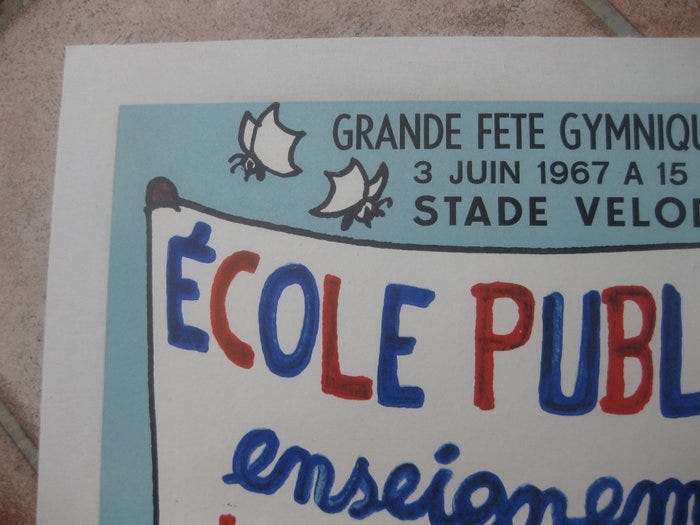 GRANDE FETE GYMNIQU
3 JUIN 1967 A 15
STADE VELO
ÉCOLE PUBL
enseignem